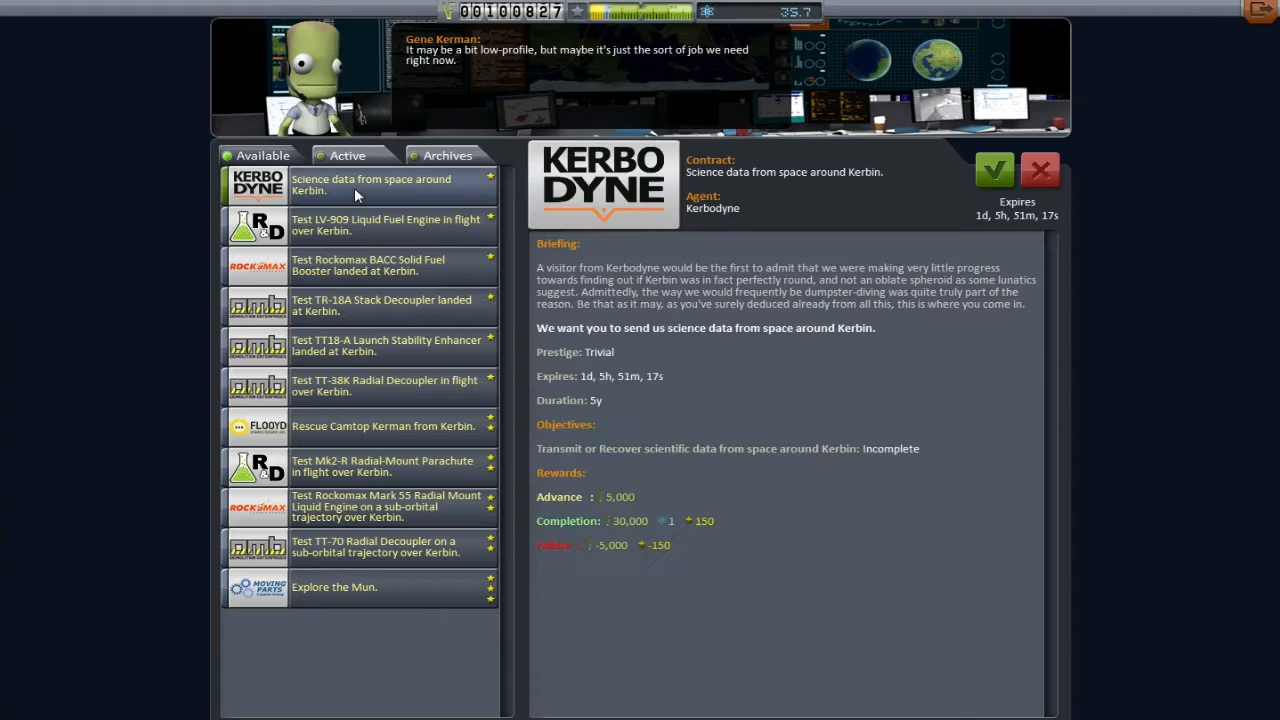 00100827
35.7
Gene Kerman:
It may be a bit low-profile, but maybe it's just the sort of job we need
right now.
Available
Active
Archives
KERBO
DYNE
Science data from space around
Kerbin.
R&D
Test LV-909 Liquid Fuel Engine in flight
over Kerbin.
ROCKOMAX
Test Rockomax BACC Solid Fuel
Booster landed at Kerbin.
Test TR-18A Stack Decoupler landed
at Kerbin.
Test TT18-A Launch Stability Enhancer
landed at Kerbin.
Test TT-38K Radial Decoupler in flight
over Kerbin.
FLOOYD
Rescue Camtop Kerman from Kerbin.
R&D
Test Mk2-R Radial-Mount Parachute
in flight over Kerbin.
ROCKOMAX
Test Rockomax Mark 55 Radial Mount
Liquid Engine on a sub-orbital
trajectory over Kerbin.
Test TT-70 Radial Decoupler on a
sub-orbital trajectory over Kerbin.
MOVING
PARTS
Explore the Mun.
KERBO
DYNE
Contract:
Science data from space around Kerbin.
Agent:
Kerbodyne
Expires
1d, 5h, 51m, 17s
Briefing:
A visitor from Kerbodyne would be the first to admit that we were making very little progress
towards finding out if Kerbin was in fact perfectly round, and not an oblate spheroid as some lunatics
suggest. Admittedly, the way we would frequently be dumpster-diving was quite truly part of the
reason. Be that as it may, as you've surely deduced already from all this, this is where you come in.
We want you to send us science data from space around Kerbin.
Prestige: Trivial
Expires: 1d, 5h, 51m, 17s
Duration: 5y
Objectives:
Transmit or Recover scientific data from space around Kerbin: Incomplete
Rewards:
Advance : 5,000
Completion: 30,000 1 150
Failure : -5,000 -150